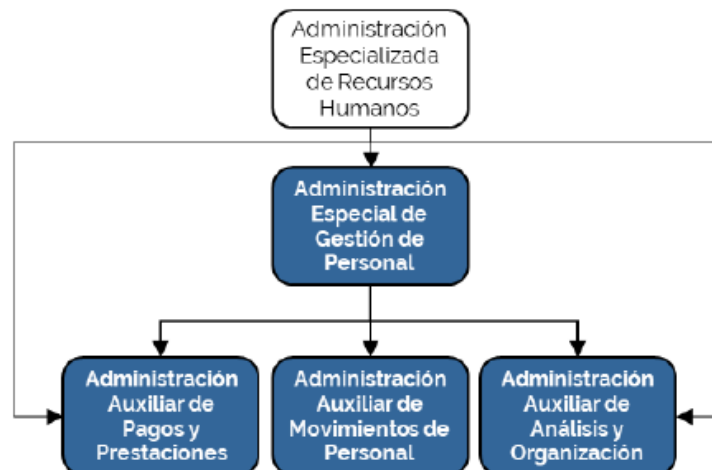 Administración
Especializada
de Recursos
Humanos
Administración
Especial de
Gestión de
Personal
Administración
Auxiliar de
Pagos y
Prestaciones
Administración
Auxiliar de
Movimientos de
Personal
Administración
Auxiliar de
Análisis y
Organización